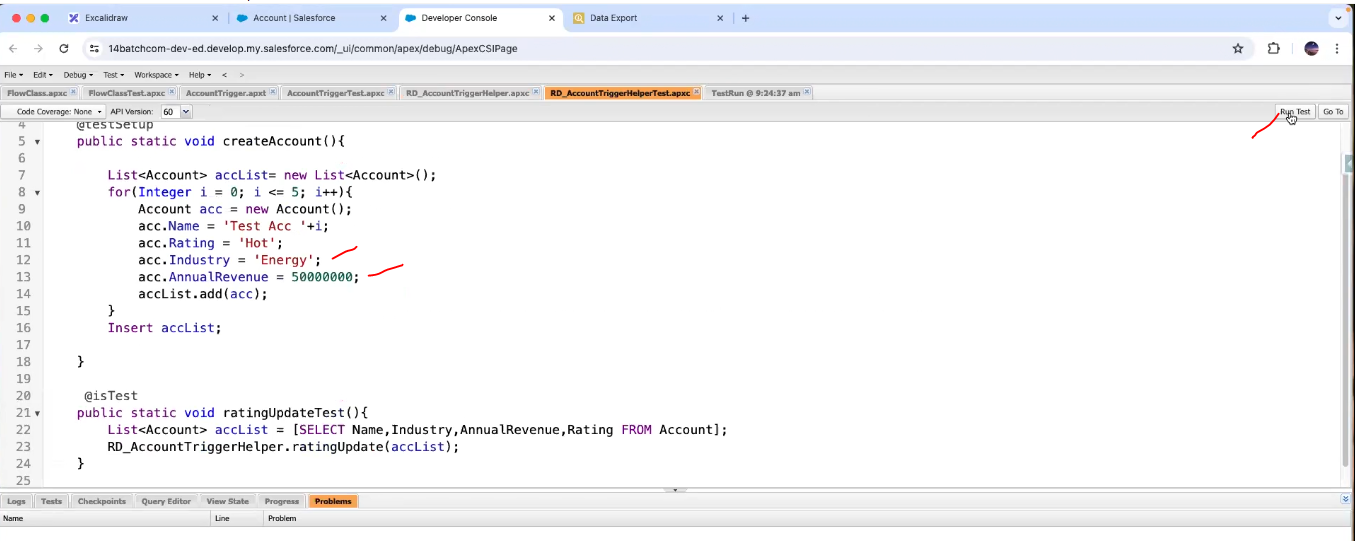 Excalidraw
Account | Salesforce
Developer Console
Data Export
14batchcom-dev-ed.develop.my.salesforce.com/_ui/common/apex/debug/ApexCSIPage
File Edit Debug Test Workspace Help < >
FlowClass.apxc FlowClassTest.apxc AccountTrigger.apxt AccountTriggerTest.apxc RD_AccountTriggerHelper.apxc RD_AccountTriggerHelperTest.apxc TestRun @ 9:24:37 am
Code Coverage: None API Version: 60 Run Test Go To
4 @testSetup
5 public static void createAccount(){
6
7 List<Account> accList= new List<Account>();
8 for(Integer i = 0; i <= 5; i++){
9 Account acc = new Account();
10 acc.Name = 'Test Acc '+i;
11 acc.Rating = 'Hot';
12 acc.Industry = 'Energy';
13 acc.AnnualRevenue = 50000000;
14 accList.add(acc);
15 }
16 Insert accList;
17
18 }
19
20 @isTest
21 public static void ratingUpdateTest(){
22 List<Account> accList = [SELECT Name,Industry,AnnualRevenue,Rating FROM Account];
23 RD_AccountTriggerHelper.ratingUpdate(accList);
24 }
25
Logs Tests Checkpoints Query Editor View State Progress Problems
Name Line Problem